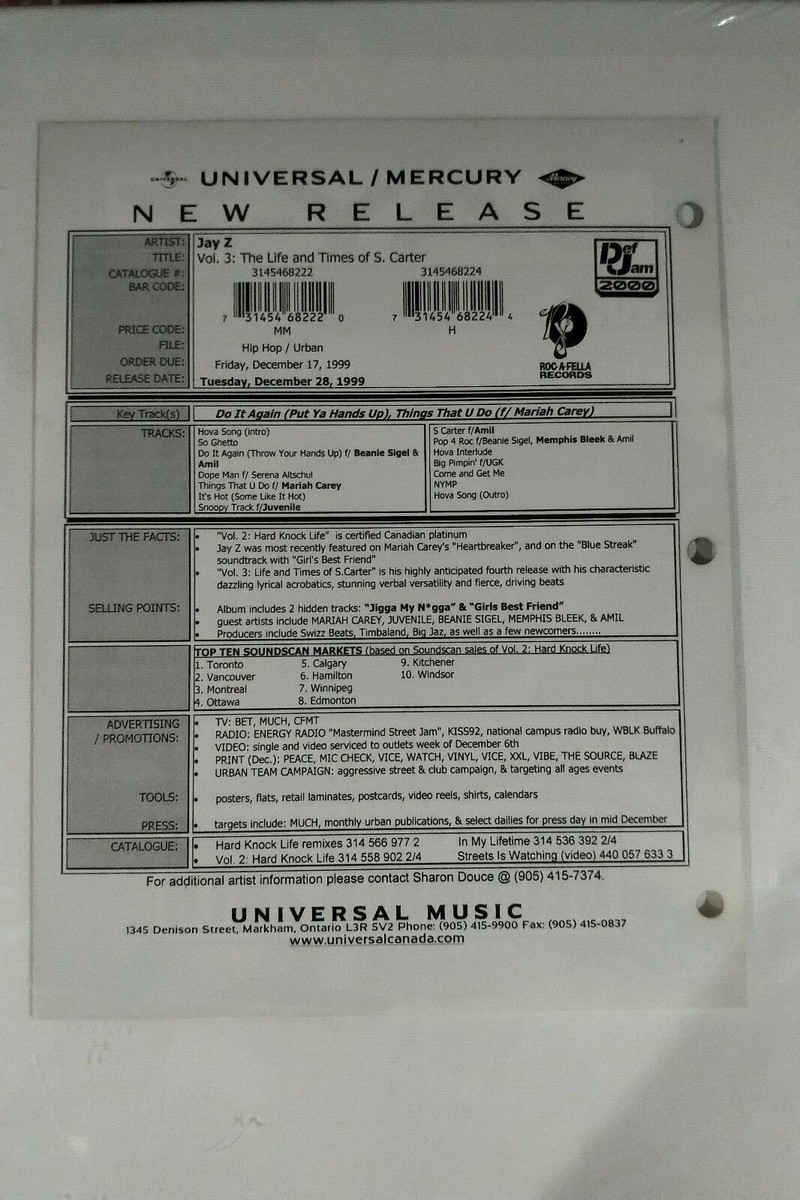 UNIVERSAL
UNIVERSAL / MERCURY
Mercury
NEW RELEASE
ARTIST: Jay Z
TITLE: Vol. 3: The Life and Times of S. Carter
CATALOGUE #: 3145468222 3145468224
BAR CODE:
7 31454 68222 0 7 31454 68224 4
PRICE CODE: MM H
FILE: Hip Hop / Urban
ORDER DUE: Friday, December 17, 1999
RELEASE DATE: Tuesday, December 28, 1999
Def Jam
2000
ROC-A-FELLA
RECORDS
Key Track(s) Do It Again (Put Ya Hands Up), Things That U Do (f/ Mariah Carey)
TRACKS:
Hova Song (intro)
So Ghetto
Do It Again (Throw Your Hands Up) f/ Beanie Sigel &
Amil
Dope Man f/ Serena Altschul
Things That U Do f/ Mariah Carey
It's Hot (Some Like It Hot)
Snoopy Track f/Juvenile
S Carter f/Amil
Pop 4 Roc f/Beanie Sigel, Memphis Bleek & Amil
Hova Interlude
Big Pimpin' f/UGK
Come and Get Me
NYMP
Hova Song (Outro)
JUST THE FACTS:
• "Vol. 2: Hard Knock Life" is certified Canadian platinum
• Jay Z was most recently featured on Mariah Carey's "Heartbreaker", and on the "Blue Streak"
soundtrack with "Girl's Best Friend"
• "Vol. 3: Life and Times of S.Carter" is his highly anticipated fourth release with his characteristic
dazzling lyrical acrobatics, stunning verbal versatility and fierce, driving beats
SELLING POINTS:
• Album includes 2 hidden tracks: "Jigga My N*gga" & "Girls Best Friend"
• guest artists include MARIAH CAREY, JUVENILE, BEANIE SIGEL, MEMPHIS BLEEK, & AMIL
• Producers include Swizz Beats, Timbaland, Big Jaz, as well as a few newcomers........
TOP TEN SOUNDSCAN MARKETS (based on Soundscan sales of Vol. 2: Hard Knock Life)
1. Toronto 5. Calgary 9. Kitchener
2. Vancouver 6. Hamilton 10. Windsor
3. Montreal 7. Winnipeg
4. Ottawa 8. Edmonton
ADVERTISING
/ PROMOTIONS:
• TV: BET, MUCH, CFMT
• RADIO: ENERGY RADIO "Mastermind Street Jam", KISS92, national campus radio buy, WBLK Buffalo
• VIDEO: single and video serviced to outlets week of December 6th
• PRINT (Dec.): PEACE, MIC CHECK, VICE, WATCH, VINYL, VICE, XXL, VIBE, THE SOURCE, BLAZE
• URBAN TEAM CAMPAIGN: aggressive street & club campaign, & targeting all ages events
TOOLS: • posters, flats, retail laminates, postcards, video reels, shirts, calendars
PRESS: • targets include: MUCH, monthly urban publications, & select dailies for press day in mid December
CATALOGUE: • Hard Knock Life remixes 314 566 977 2 In My Lifetime 314 536 392 2/4
• Vol. 2: Hard Knock Life 314 558 902 2/4 Streets Is Watching (video) 440 057 633 3
For additional artist information please contact Sharon Douce @ (905) 415-7374.
UNIVERSAL MUSIC
1345 Denison Street, Markham, Ontario L3R 5V2 Phone: (905) 415-9900 Fax: (905) 415-0837
www.universalcanada.com